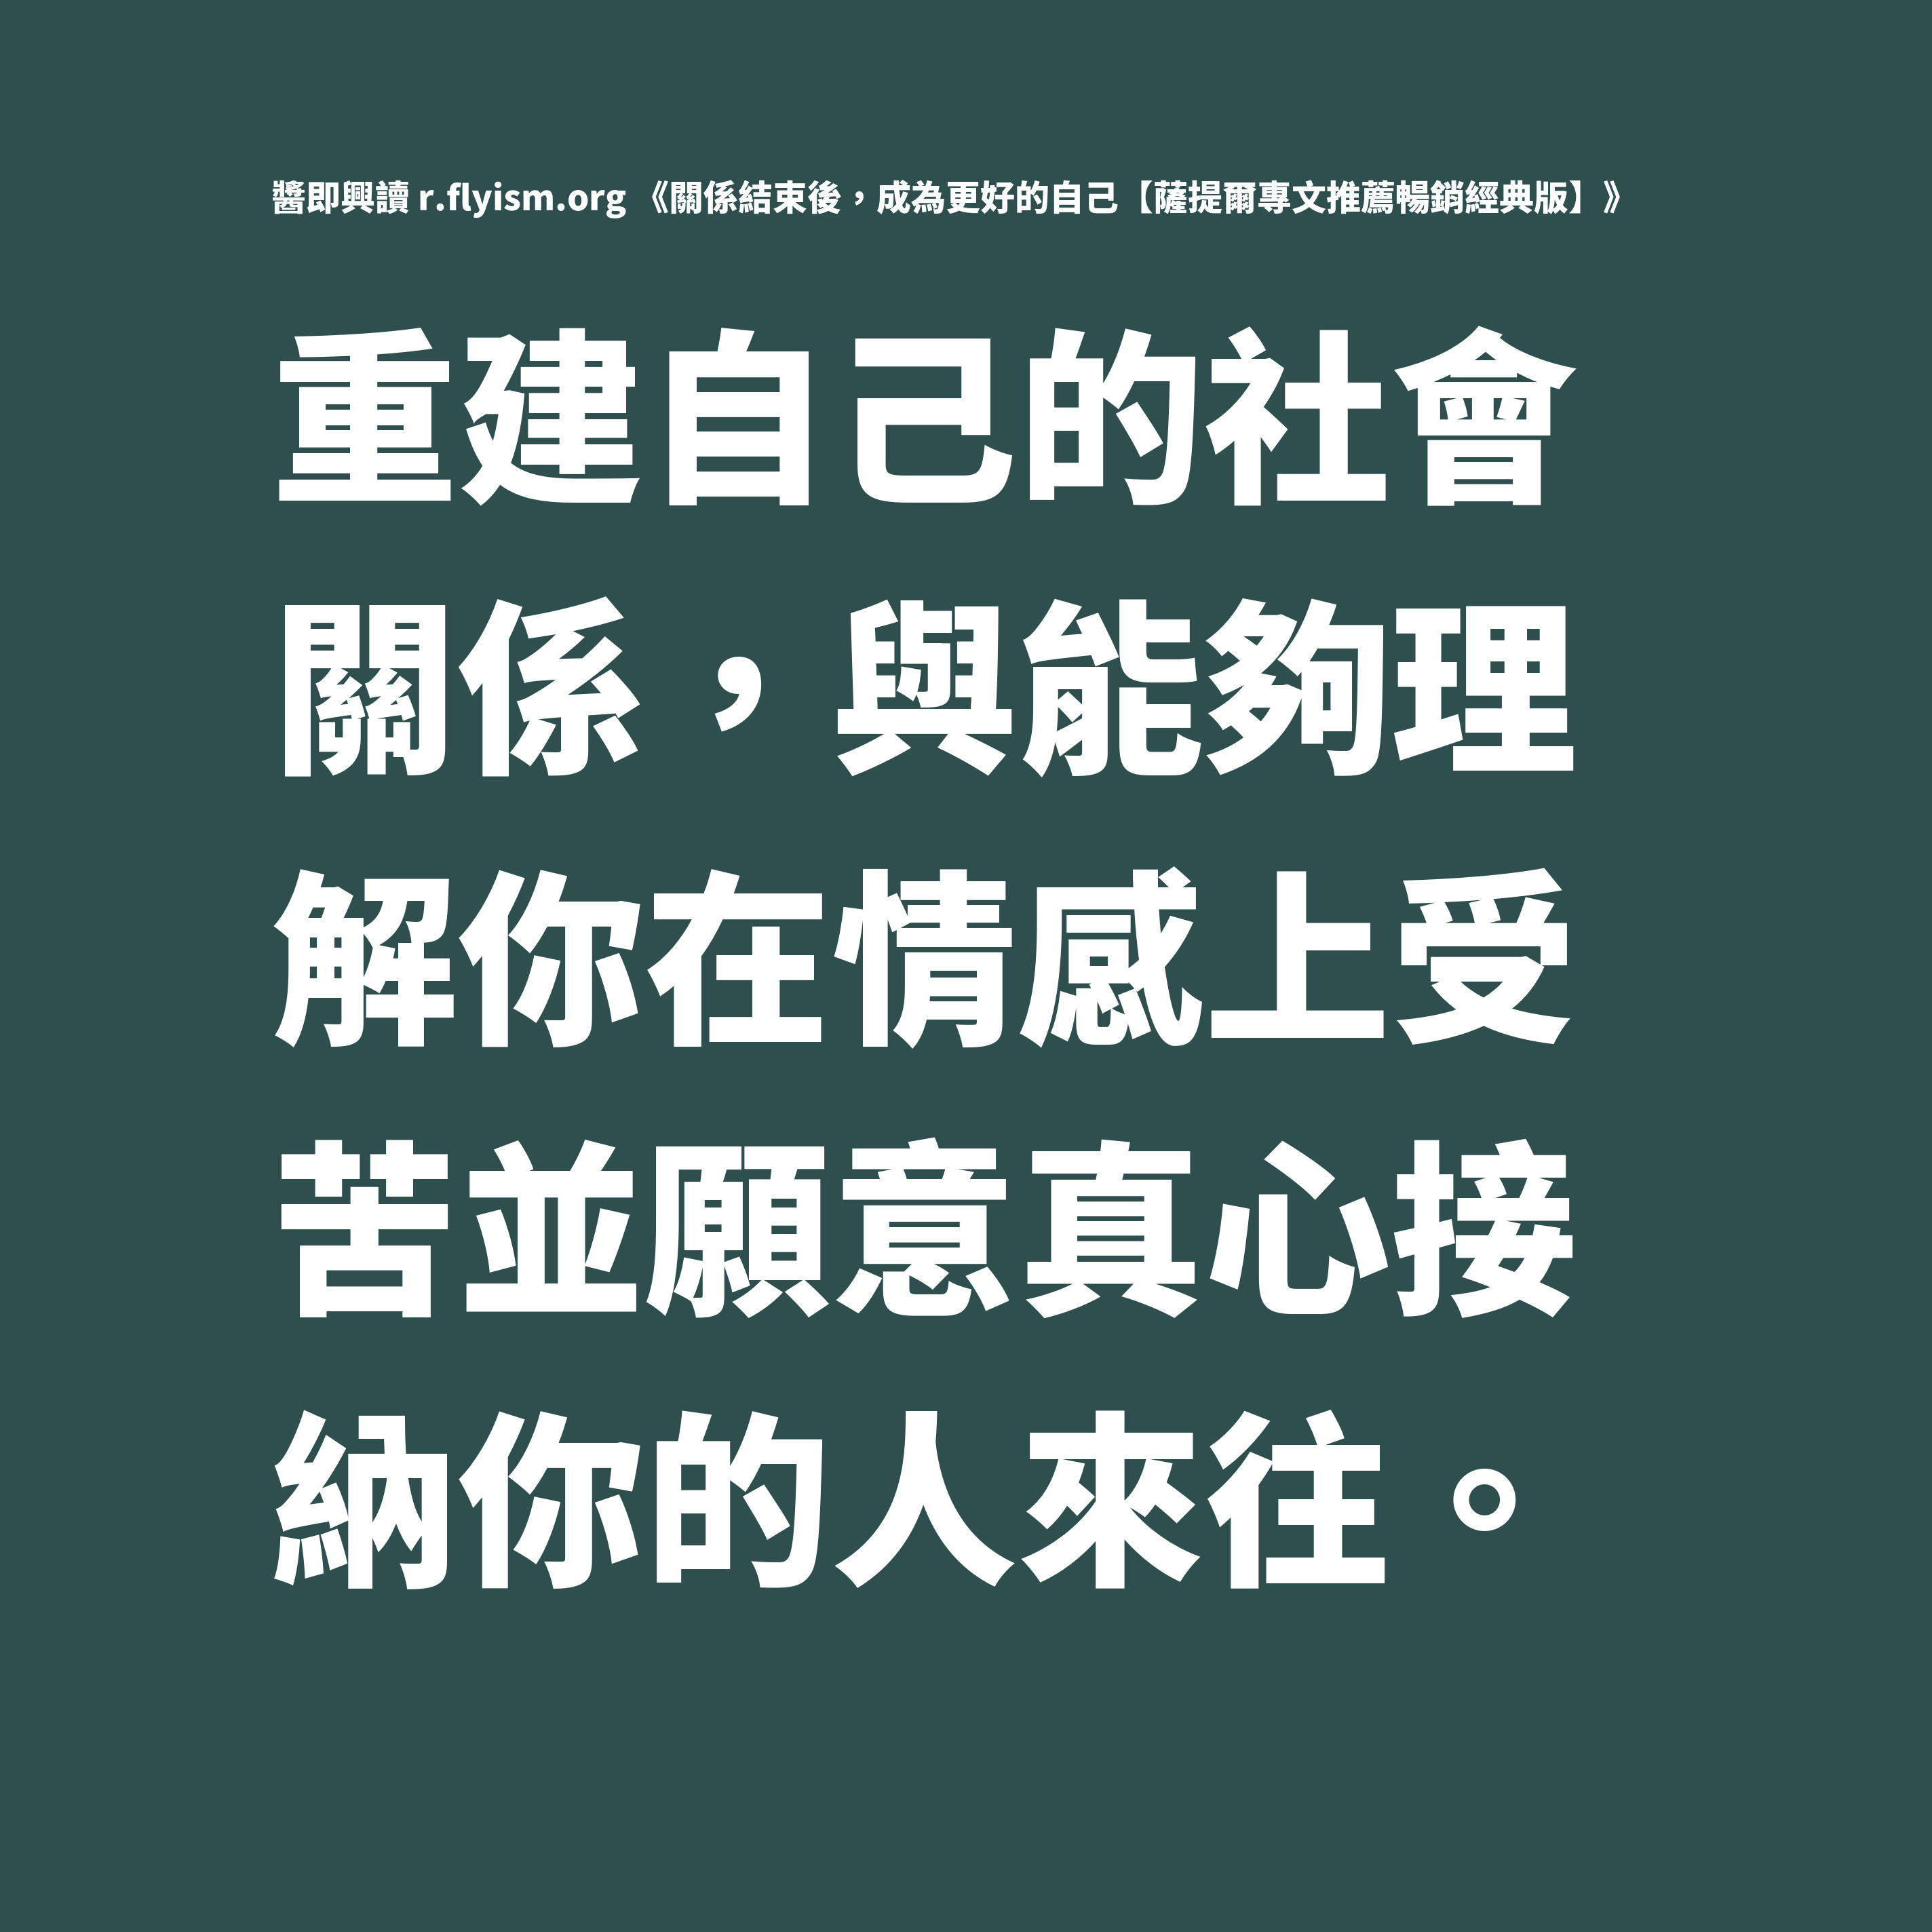 醫聊與讀 r.flyism.org《關係結束後，成為更好的自己【薩提爾專文推薦暢銷經典版】》
重建自己的社會
關係，與能夠理
解你在情感上受
苦並願意真心接
納你的人來往。